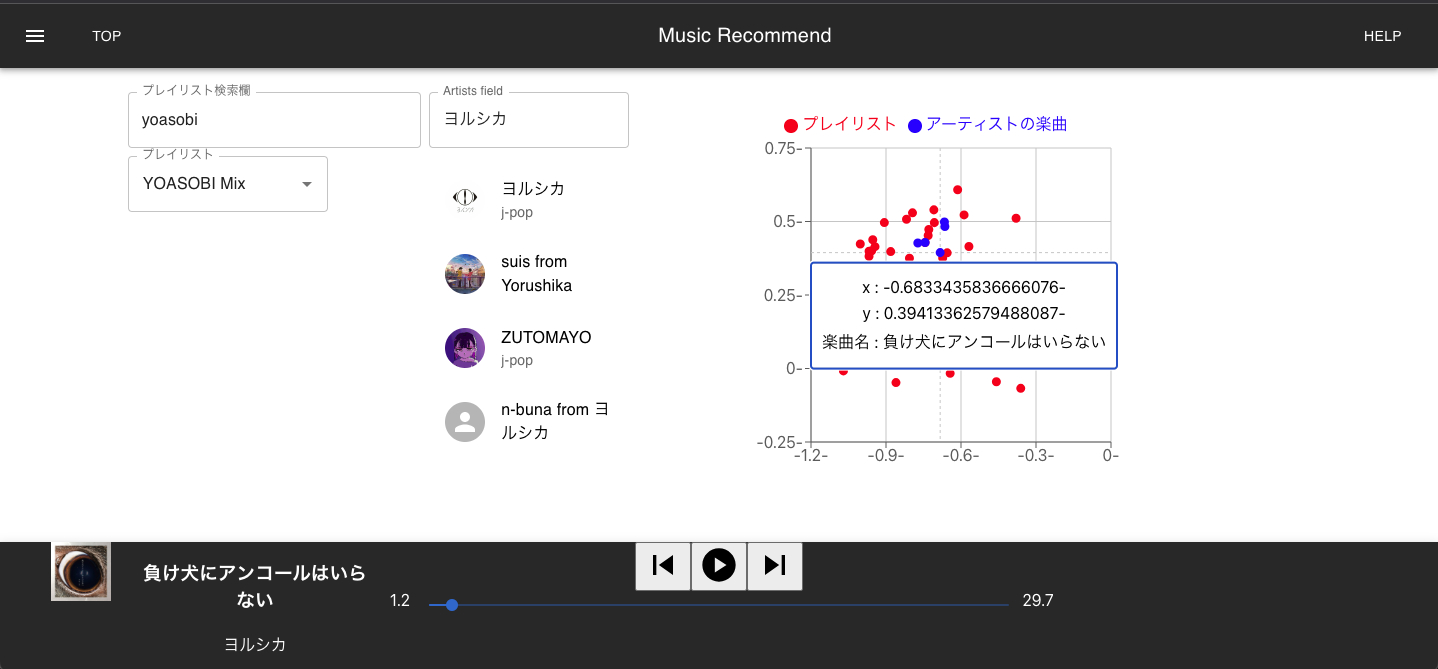 TOP
Music Recommend
HELP
プレイリスト検索欄
yoasobi
Artists field
ヨルシカ
プレイリスト
YOASOBI Mix
ヨルシカ
j-pop
suis from
Yorushika
ZUTOMAYO
j-pop
n-buna from ヨ
ルシカ
プレイリスト
アーティストの楽曲
0.75-
0.5-
0.25-
0-
-0.25-
-1.2-
-0.9-
-0.6-
-0.3-
0-
x : -0.6833435836666076-
y : 0.39413362579488087-
楽曲名 : 負け犬にアンコールはいらない
負け犬にアンコールはいら
ない
ヨルシカ
1.2
29.7